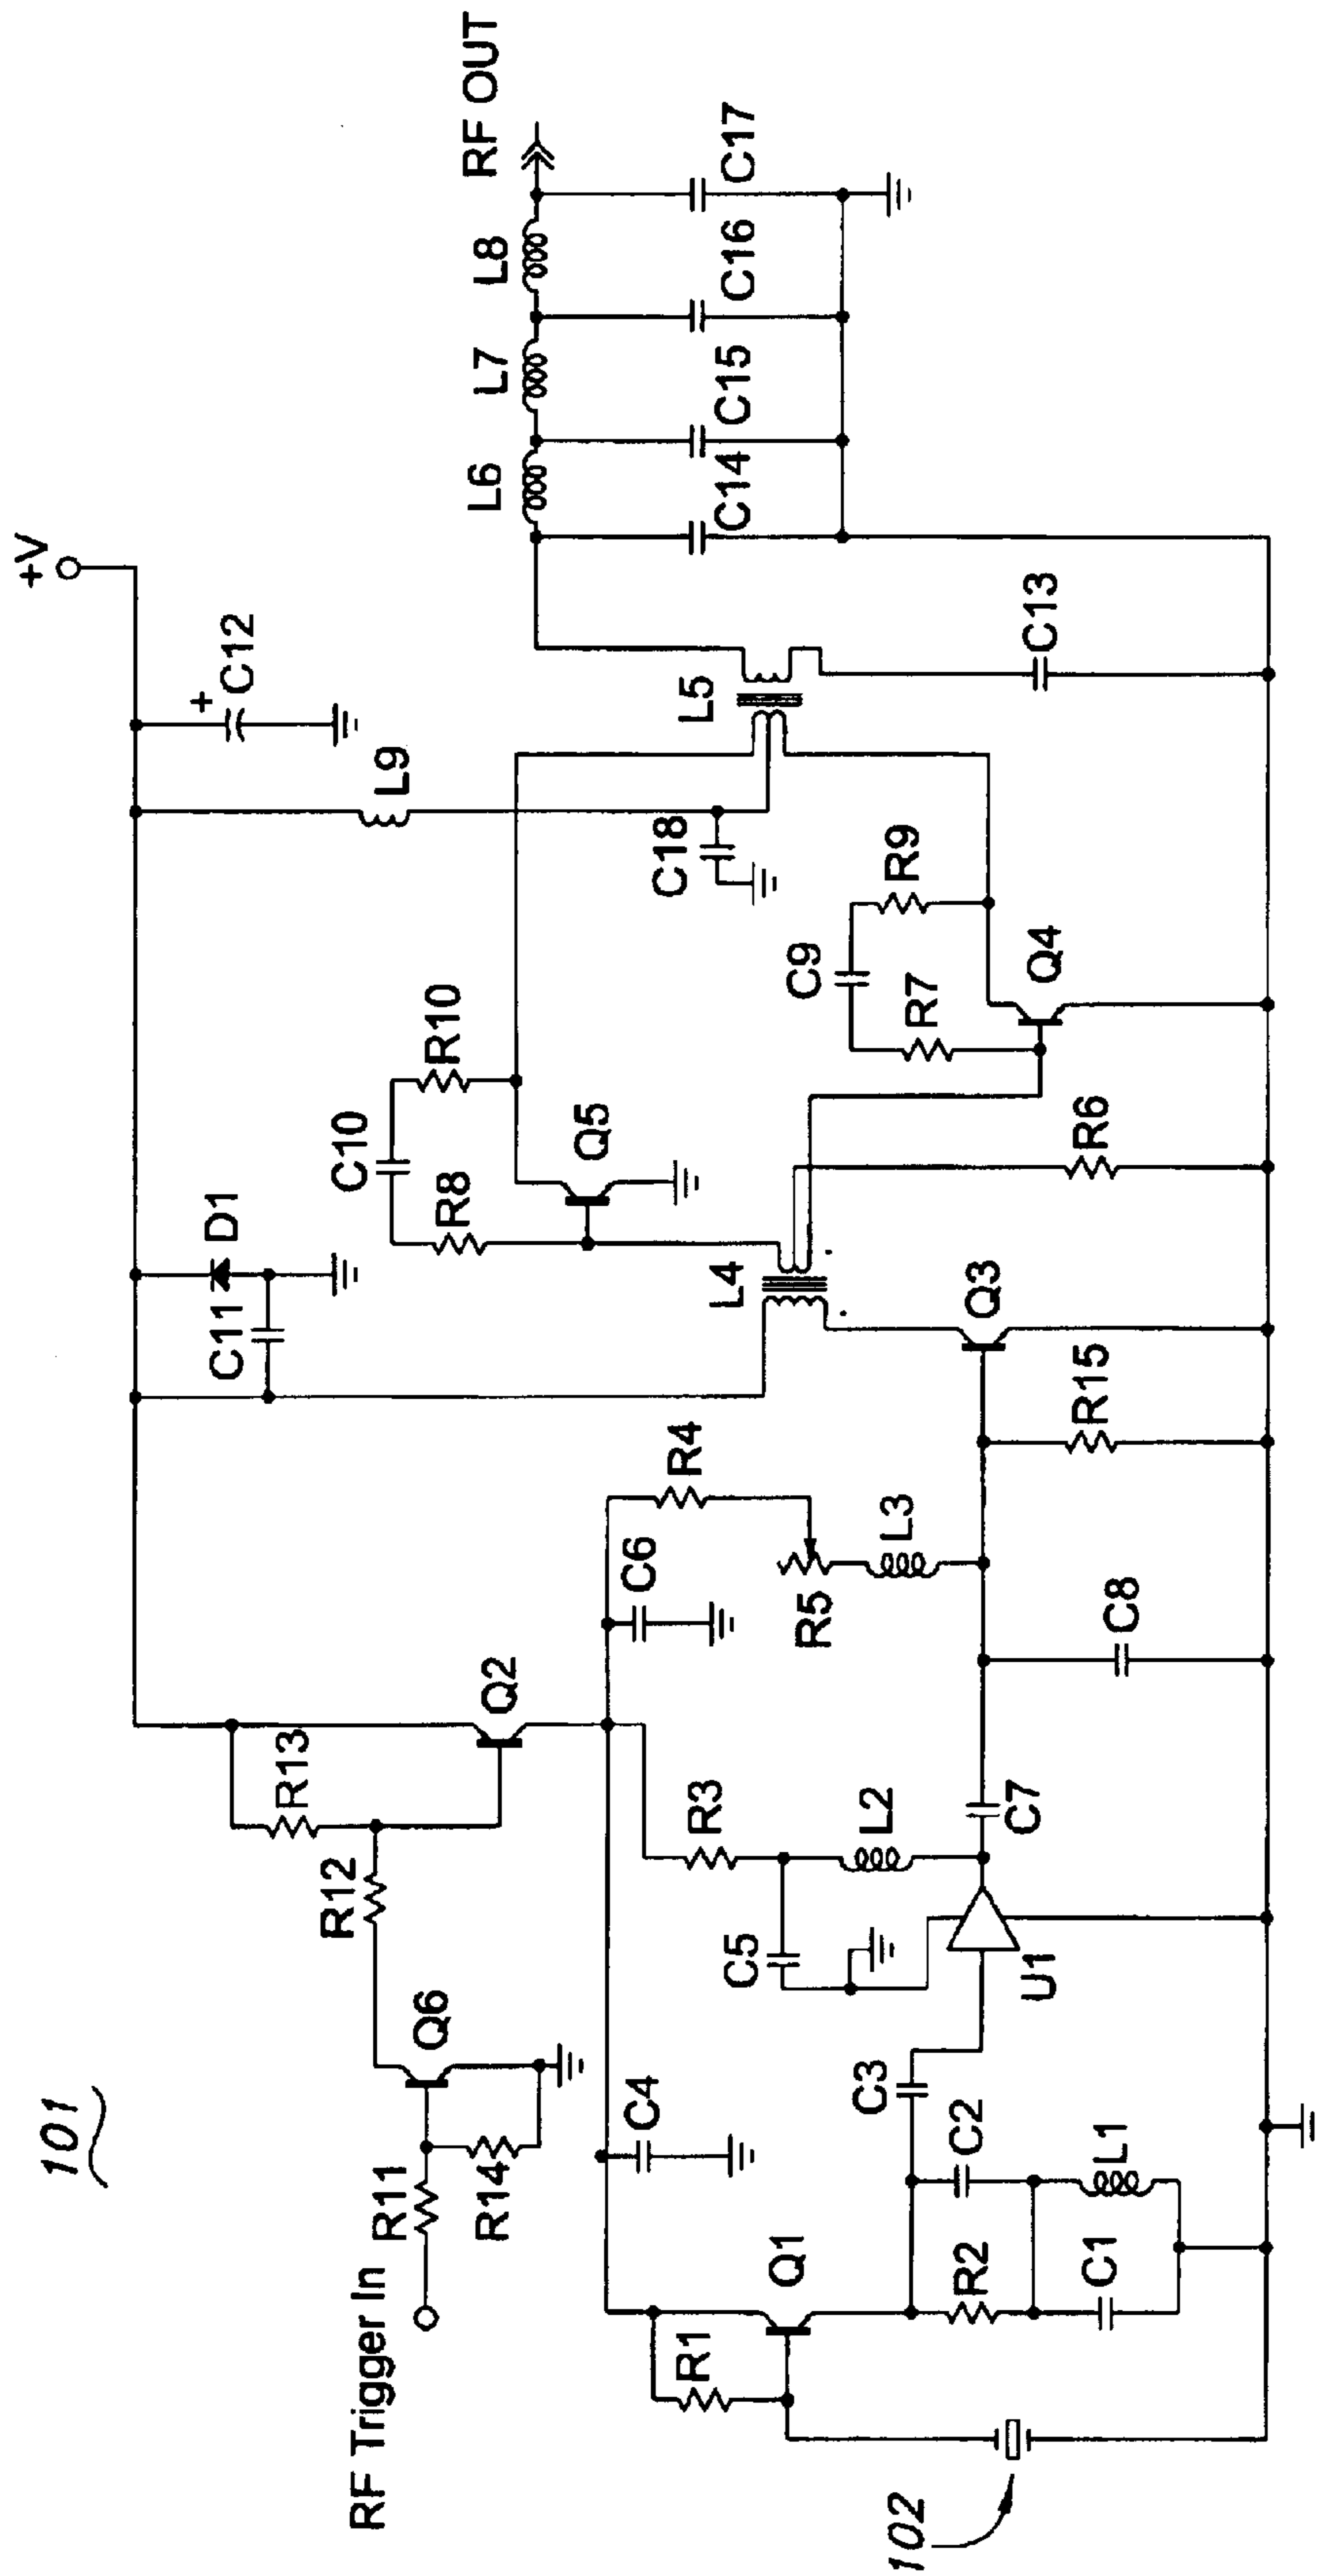 101
+V
RF OUT
C12
+
L9
D1
C11
L6
L7
L8
C14
C15
C16
C17
C10
R10
R8
Q5
C18
L5
C13
C9
R9
R7
Q4
L4
R6
Q3
R15
R13
Q2
R12
Q6
R11
R14
RF Trigger In
C6
R4
R5
L3
C8
R3
L2
C5
C7
U1
C4
C3
C2
L1
Q1
R1
R2
C1
102